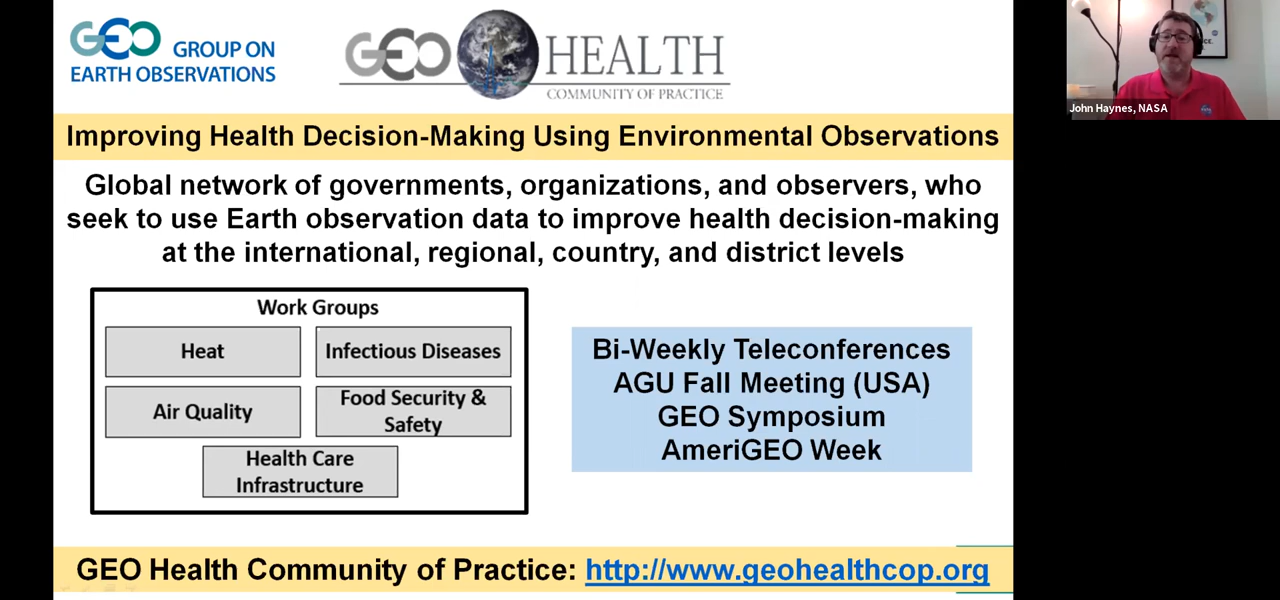 GEO GROUP ON
EARTH OBSERVATIONS
GEO HEALTH
COMMUNITY OF PRACTICE
John Haynes, NASA
Improving Health Decision-Making Using Environmental Observations
Global network of governments, organizations, and observers, who
seek to use Earth observation data to improve health decision-making
at the international, regional, country, and district levels
Work Groups
Heat
Infectious Diseases
Air Quality
Food Security &
Safety
Health Care
Infrastructure
Bi-Weekly Teleconferences
AGU Fall Meeting (USA)
GEO Symposium
AmeriGEO Week
GEO Health Community of Practice: http://www.geohealthcop.org